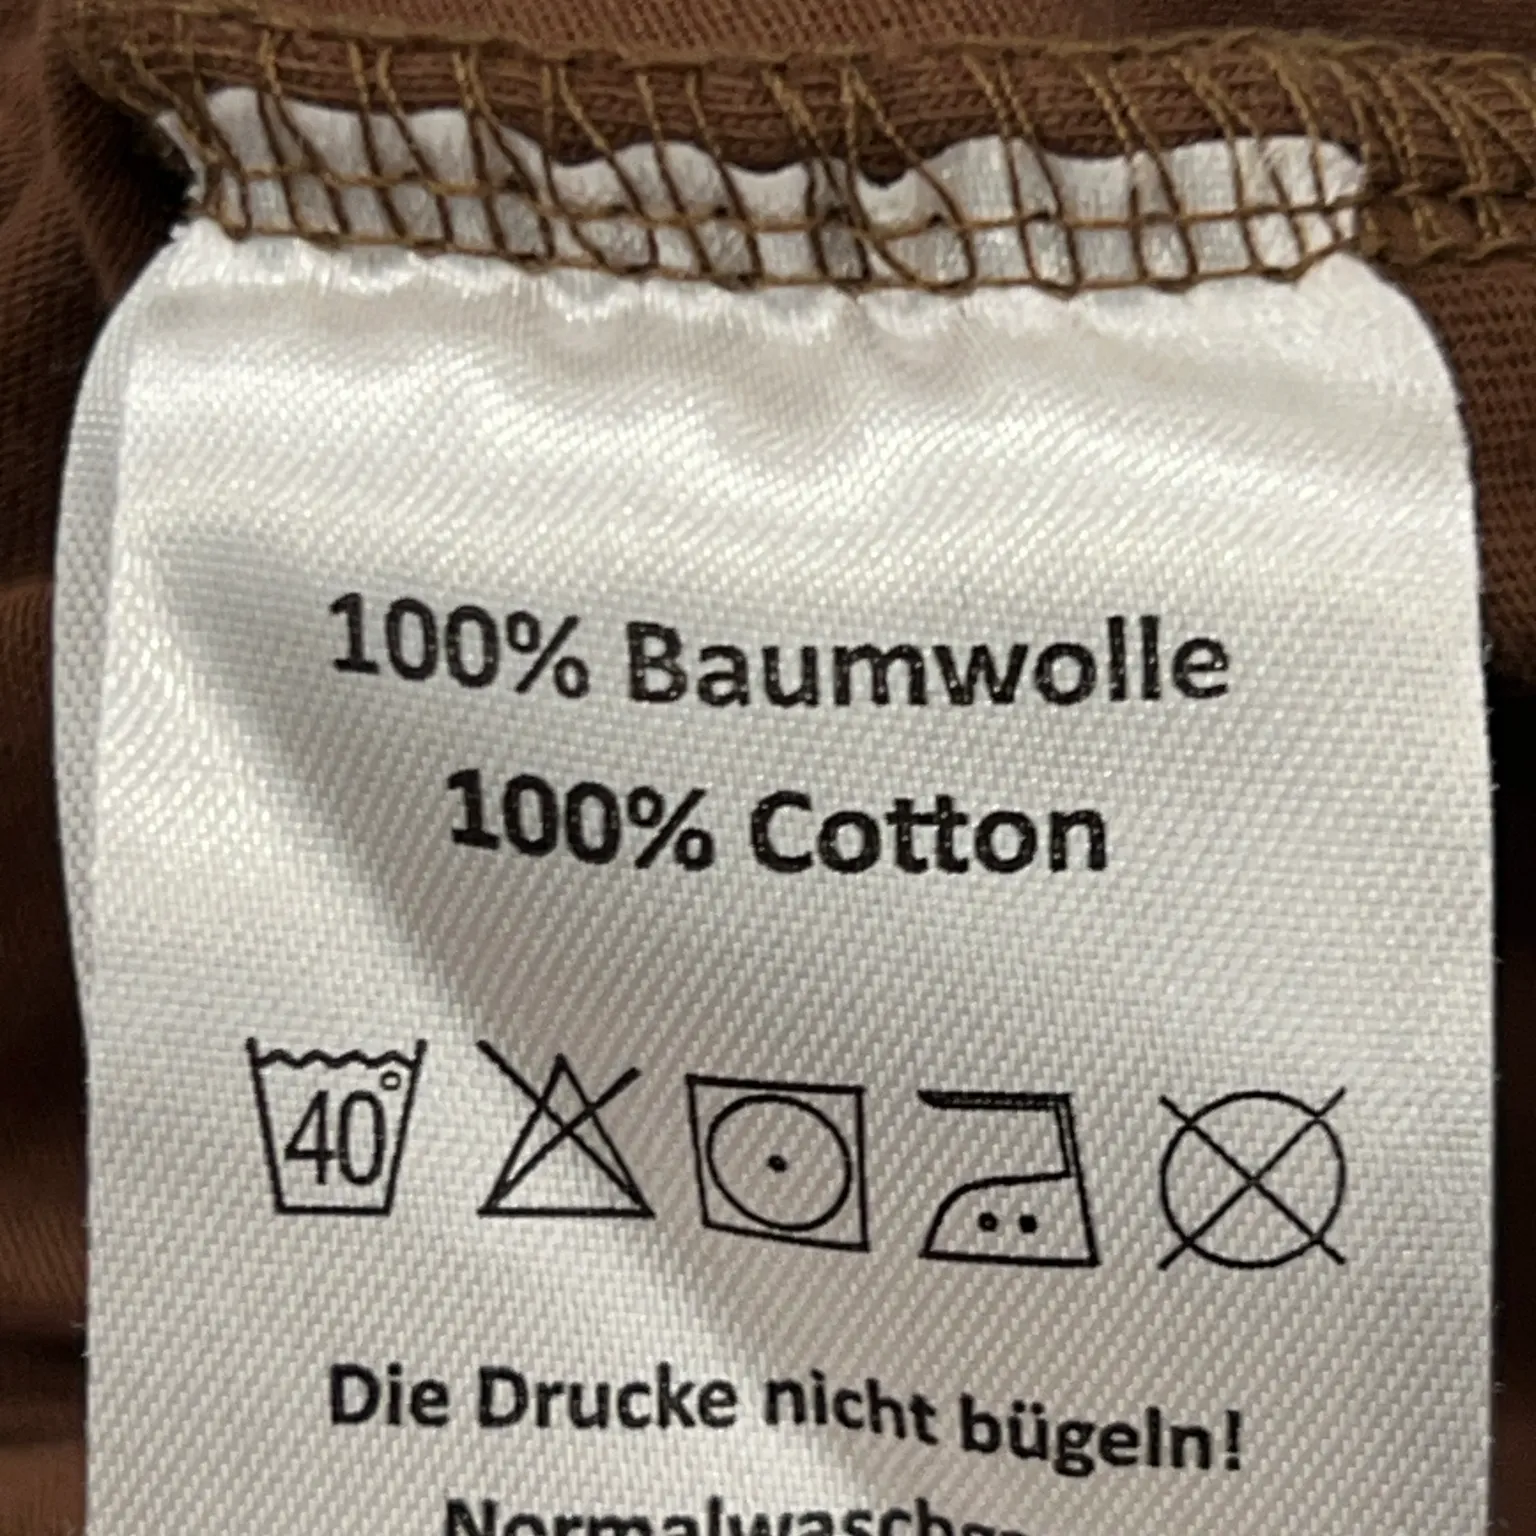 100% Baumwolle
100% Cotton
40°
Die Drucke nicht bügeln!